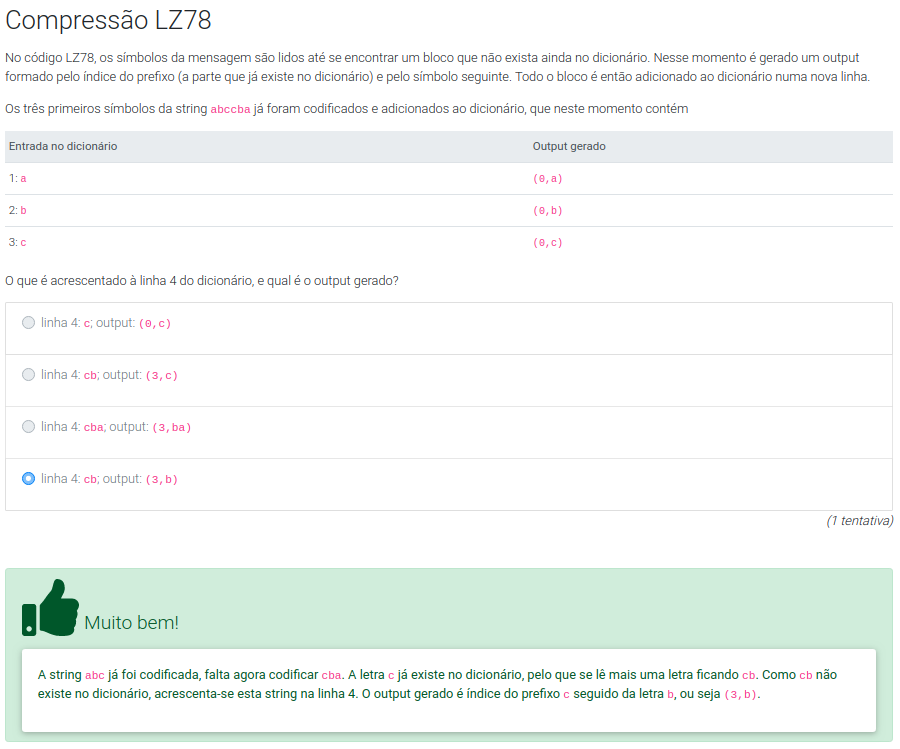 Compressão LZ78
No código LZ78, os símbolos da mensagem são lidos até se encontrar um bloco que não exista ainda no dicionário. Nesse momento é gerado um output
formado pelo índice do prefixo (a parte que já existe no dicionário) e pelo símbolo seguinte. Todo o bloco é então adicionado ao dicionário numa nova linha.
Os três primeiros símbolos da string abccba já foram codificados e adicionados ao dicionário, que neste momento contém
Entrada no dicionário Output gerado
1: a (0,a)
2: b (0,b)
3: c (0,c)
O que é acrescentado à linha 4 do dicionário, e qual é o output gerado?
linha 4: c; output: (0,c)
linha 4: cb; output: (3,c)
linha 4: cba; output: (3,ba)
linha 4: cb; output: (3,b)
(1 tentativa)
Muito bem!
A string abc já foi codificada, falta agora codificar cba. A letra c já existe no dicionário, pelo que se lê mais uma letra ficando cb. Como cb não
existe no dicionário, acrescenta-se esta string na linha 4. O output gerado é índice do prefixo c seguido da letra b, ou seja (3,b).